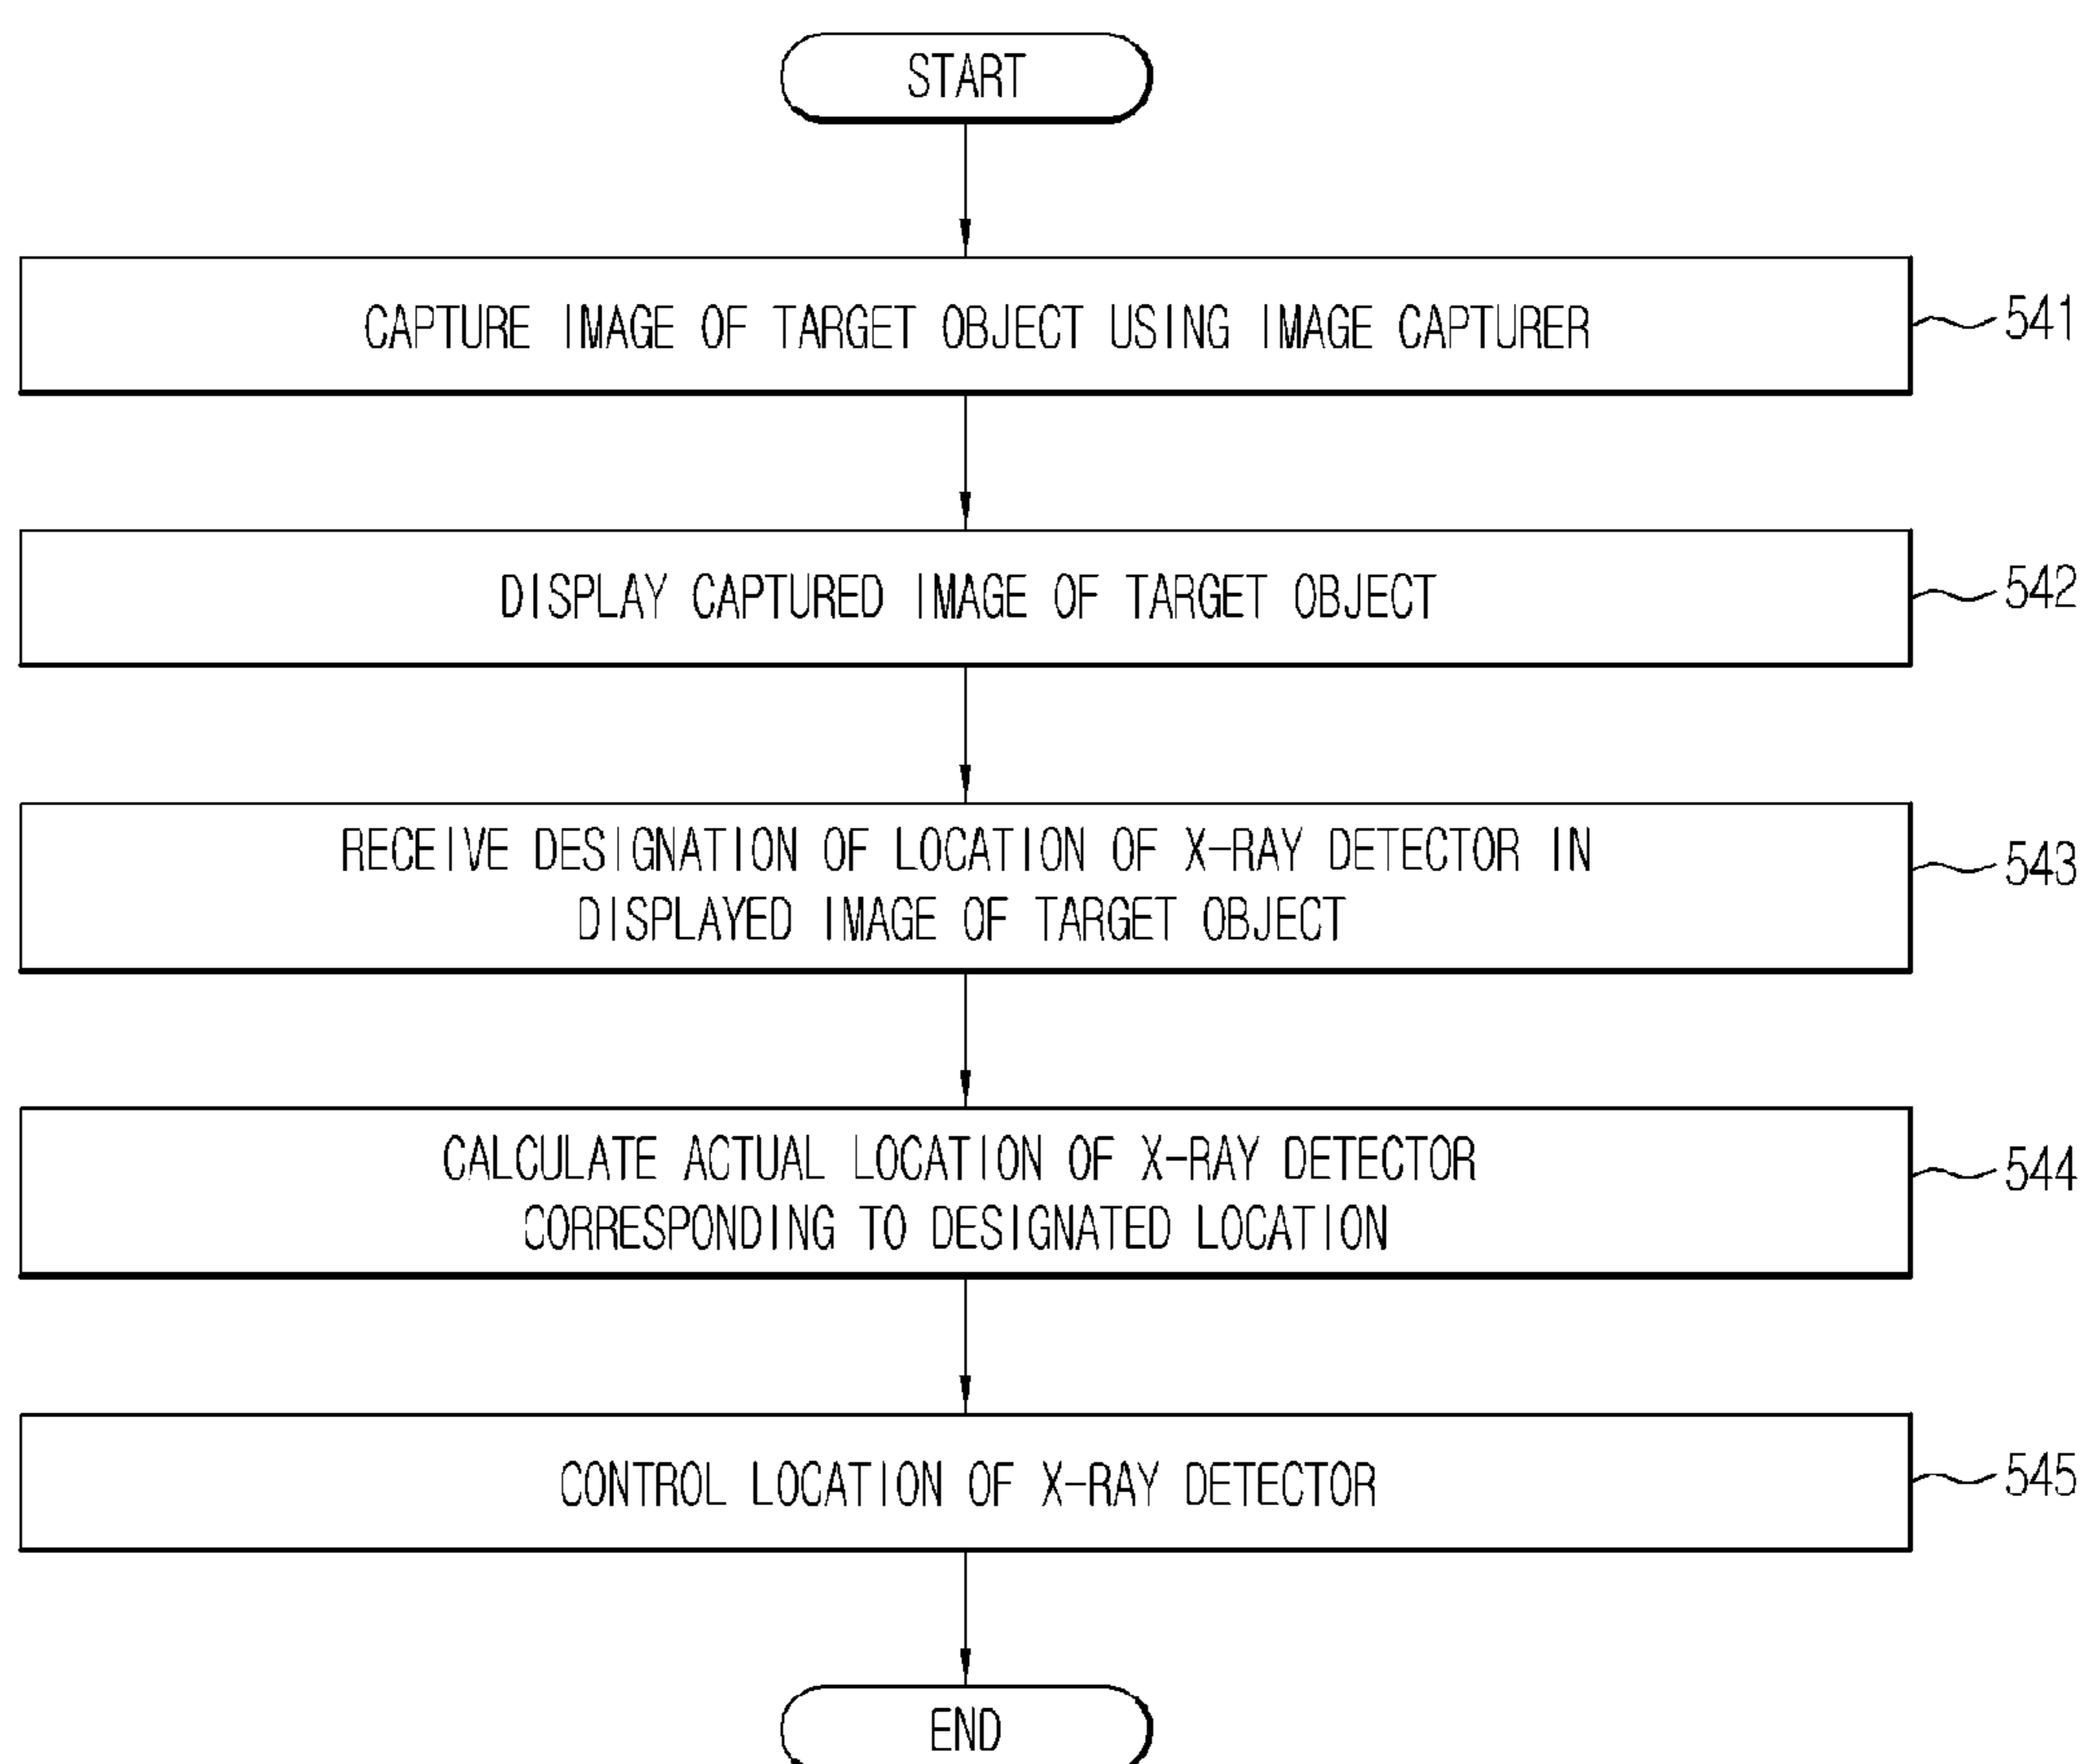 START
CAPTURE IMAGE OF TARGET OBJECT USING IMAGE CAPTURER
541
DISPLAY CAPTURED IMAGE OF TARGET OBJECT
542
RECEIVE DESIGNATION OF LOCATION OF X-RAY DETECTOR IN
DISPLAYED IMAGE OF TARGET OBJECT
543
CALCULATE ACTUAL LOCATION OF X-RAY DETECTOR
CORRESPONDING TO DESIGNATED LOCATION
544
CONTROL LOCATION OF X-RAY DETECTOR
545
END